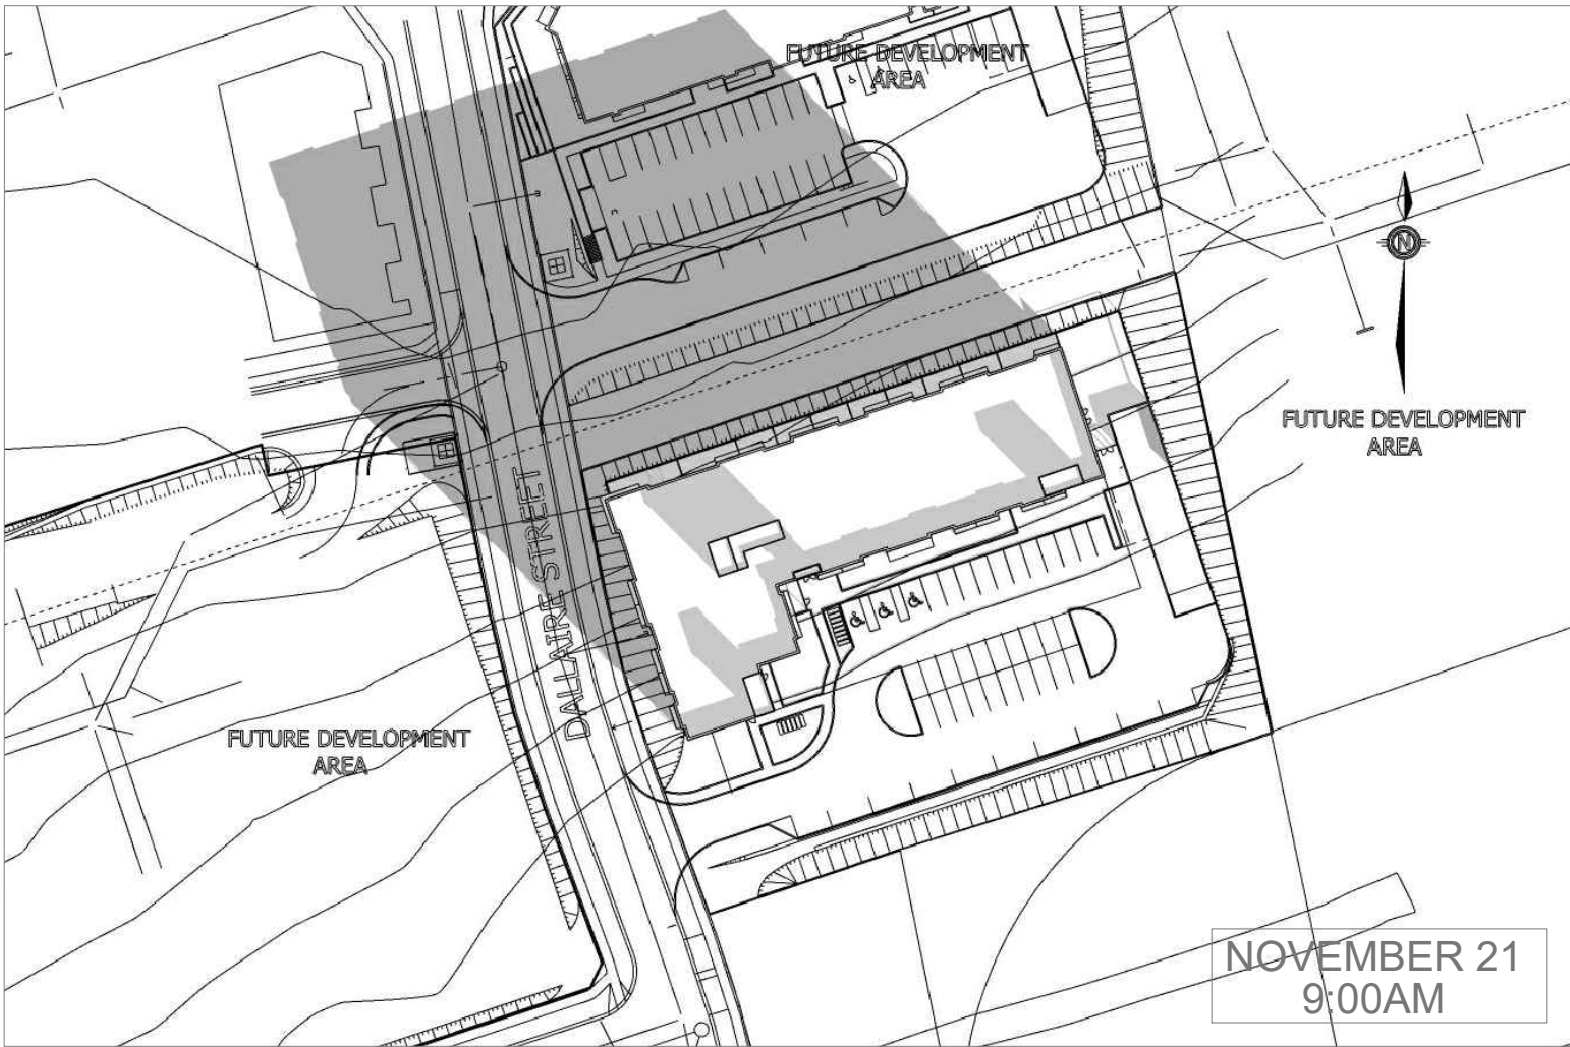 FUTURE DEVELOPMENT
AREA
N
FUTURE DEVELOPMENT
AREA
DALLAIRE STREET
FUTURE DEVELOPMENT
AREA
NOVEMBER 21
9:00AM